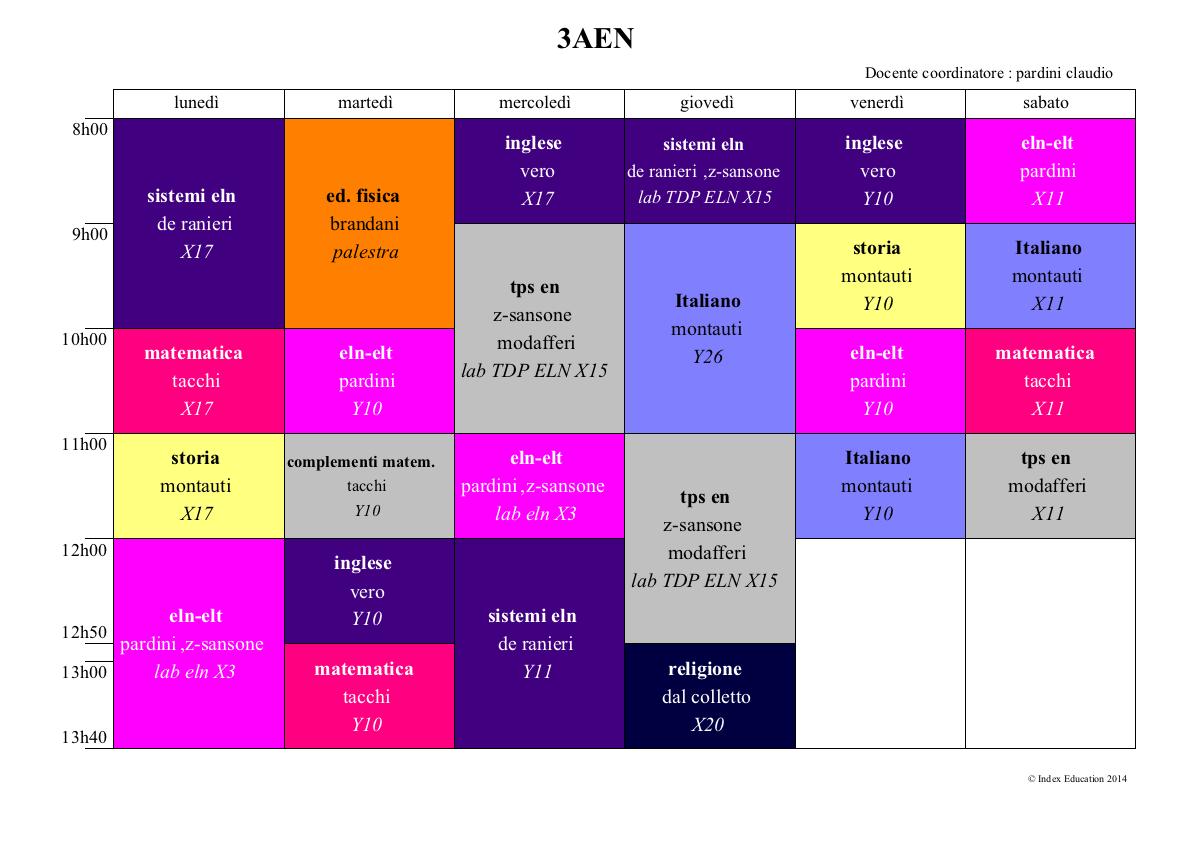 3AEN
Docente coordinatore : pardini claudio
lunedì martedì mercoledì giovedì venerdì sabato
8h00
9h00
10h00
11h00
12h00
12h50
13h00
13h40
sistemi eln
de ranieri
X17
matematica
tacchi
X17
storia
montauti
X17
eln-elt
pardini ,z-sansone
lab eln X3
ed. fisica
brandani
palestra
eln-elt
pardini
Y10
complementi matem.
tacchi
Y10
inglese
vero
Y10
matematica
tacchi
Y10
inglese
vero
X17
tps en
z-sansone
modafferi
lab TDP ELN X15
eln-elt
pardini ,z-sansone
lab eln X3
sistemi eln
de ranieri
Y11
sistemi eln
de ranieri ,z-sansone
lab TDP ELN X15
Italiano
montauti
Y26
tps en
z-sansone
modafferi
lab TDP ELN X15
religione
dal colletto
X20
inglese
vero
Y10
storia
montauti
Y10
eln-elt
pardini
Y10
Italiano
montauti
Y10
eln-elt
pardini
X11
Italiano
montauti
X11
matematica
tacchi
X11
tps en
modafferi
X11
© Index Education 2014